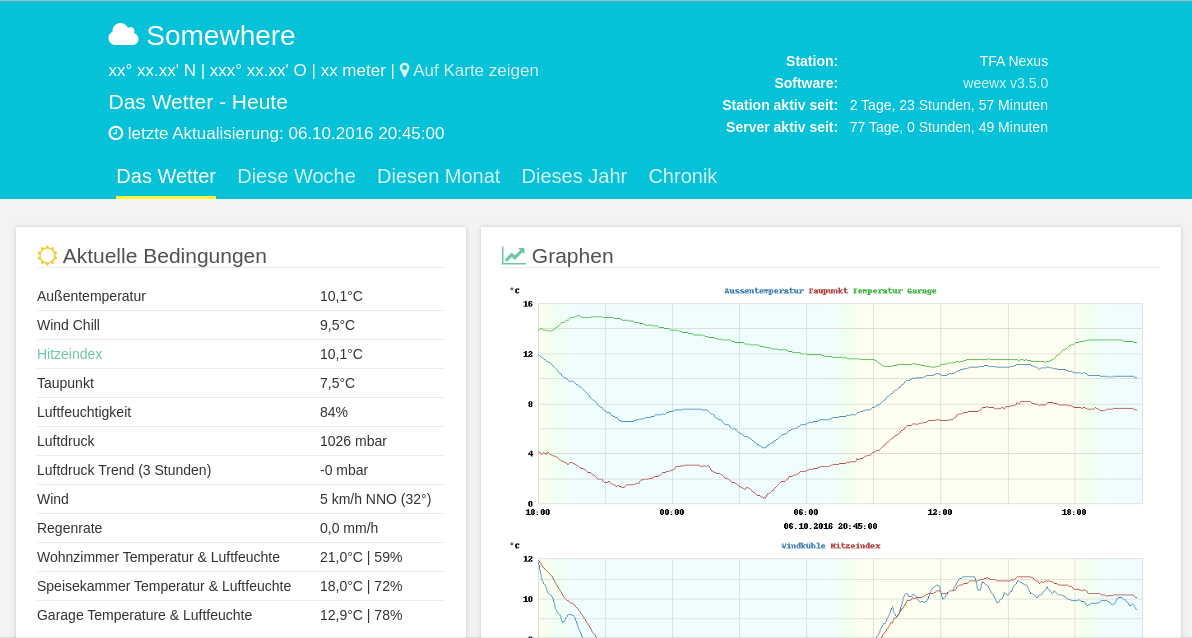 Somewhere
xx° xx.xx' N | xxx° xx.xx' O | xx meter | Auf Karte zeigen
Das Wetter - Heute
letzte Aktualisierung: 06.10.2016 20:45:00
Station: TFA Nexus
Software: weewx v3.5.0
Station aktiv seit: 2 Tage, 23 Stunden, 57 Minuten
Server aktiv seit: 77 Tage, 0 Stunden, 49 Minuten
Das Wetter Diese Woche Diesen Monat Dieses Jahr Chronik
Aktuelle Bedingungen
Außentemperatur 10,1°C
Wind Chill 9,5°C
Hitzeindex 10,1°C
Taupunkt 7,5°C
Luftfeuchtigkeit 84%
Luftdruck 1026 mbar
Luftdruck Trend (3 Stunden) -0 mbar
Wind 5 km/h NNO (32°)
Regenrate 0,0 mm/h
Wohnzimmer Temperatur & Luftfeuchte 21,0°C | 59%
Speisekammer Temperatur & Luftfeuchte 18,0°C | 72%
Garage Temperature & Luftfeuchte 12,9°C | 78%
Graphen
°C Aussentemperatur Taupunkt Temperatur Garage
16
12
8
4
0
18:00 00:00 06:00 12:00 18:00
06.10.2016 20:45:00
°C Windkühle Hitzeindex
12
10